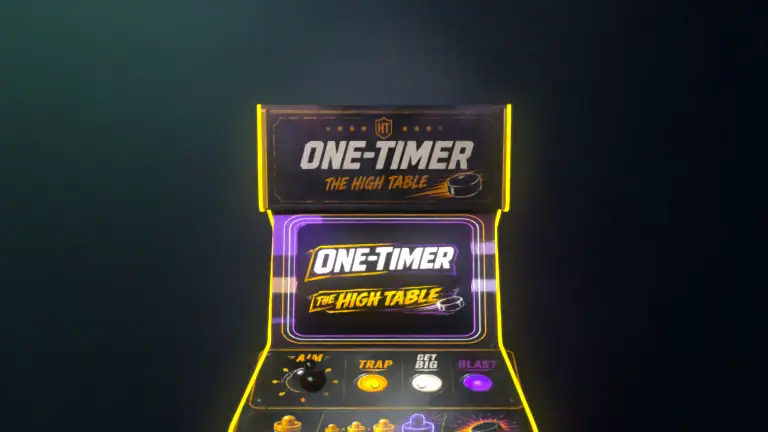 HT
ONE-TIMER
THE HIGH TABLE
ONE-TIMER
THE HIGH TABLE
AIM
TRAP
GET BIG
BLAST